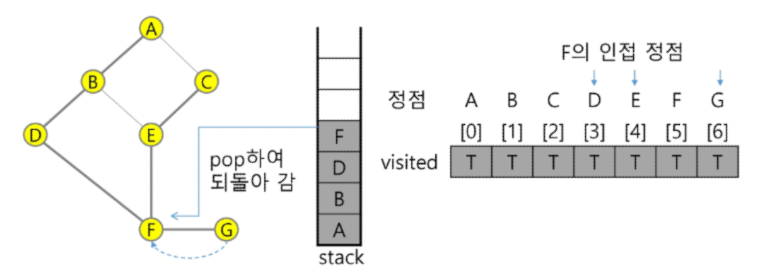 A
B
C
D
E
F
G
pop하여
되돌아 감
F
D
B
A
stack
F의 인접 정점
정점 A B C D E F G
[0] [1] [2] [3] [4] [5] [6]
visited T T T T T T T